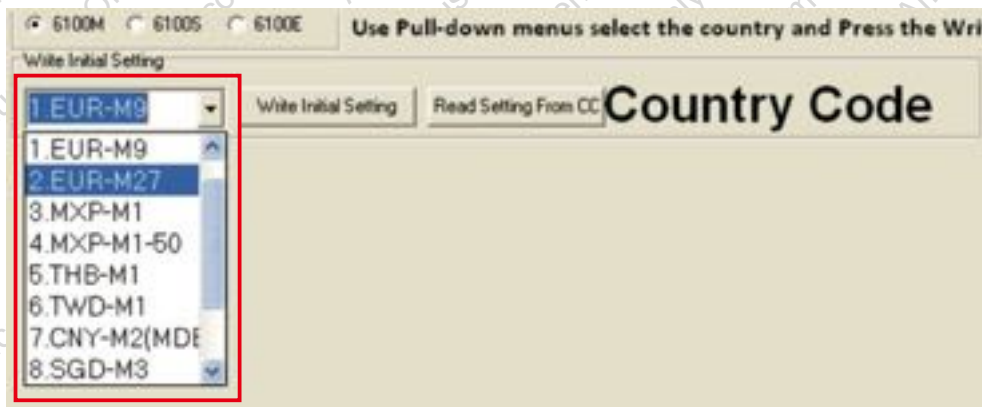 6100M 6100S 6100E Use Pull-down menus select the country and Press the Wri
Write Initial Setting
1.EUR-M9 Write Initial Setting Read Setting From CC Country Code
1.EUR-M9
2.EUR-M27
3.MXP-M1
4.MXP-M1-50
5.THB-M1
6.TWD-M1
7.CNY-M2(MDB
8.SGD-M3